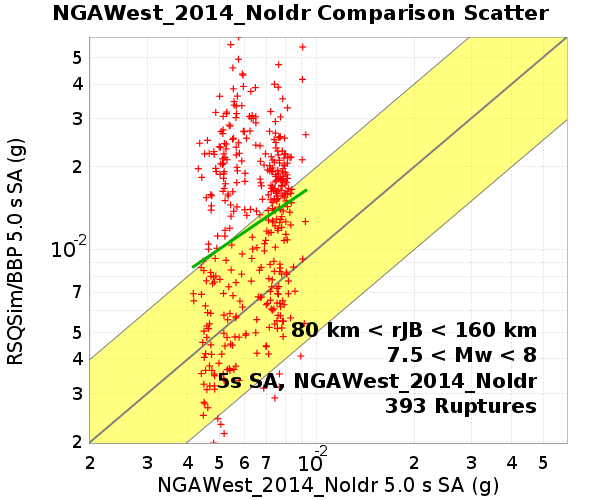 NGAWest_2014_NoIdr Comparison Scatter
RSQSim/BBP 5.0 s SA (g)
5
4
3
2
10-2
7
5
4
3
2
80 km < rJB < 160 km
7.5 < Mw < 8
5s SA, NGAWest_2014_NoIdr
393 Ruptures
2 3 4 5 6 7 10-2 2 3 4 5
NGAWest_2014_NoIdr 5.0 s SA (g)